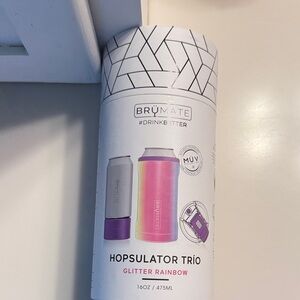 BRÜMATE
#DRINKBETTER
MÜV
HOPSULATOR TRÍO
GLITTER RAINBOW
16OZ / 475ML